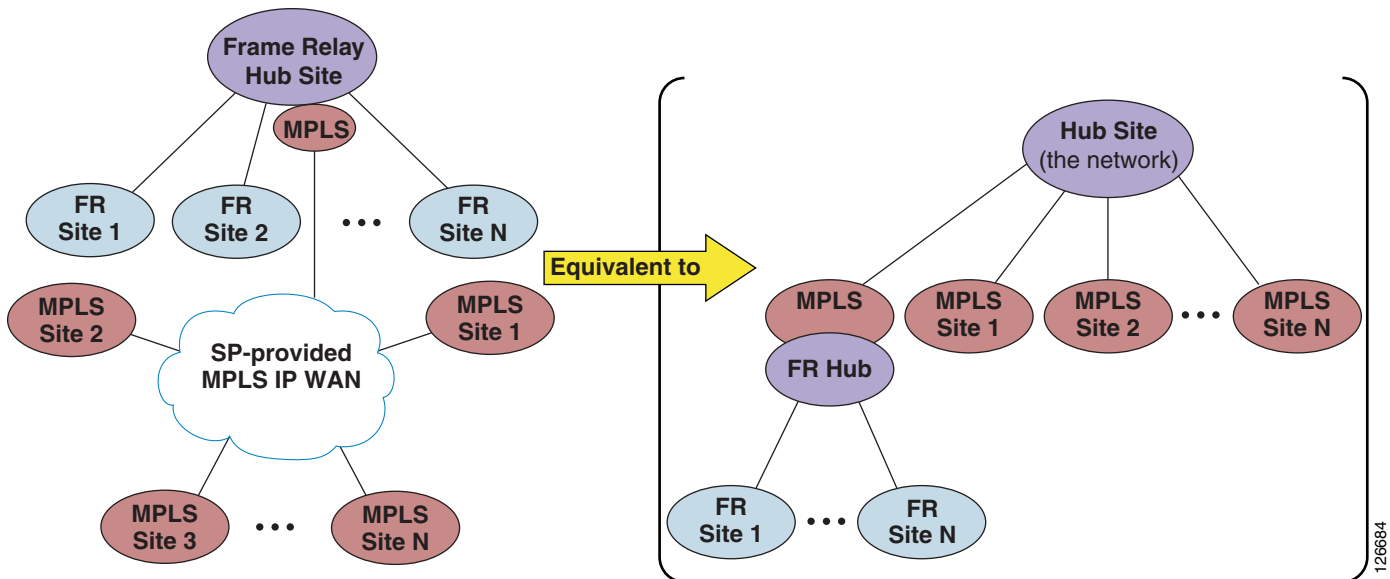 Frame Relay
Hub Site
MPLS
FR
Site 1
FR
Site 2
• • •
FR
Site N
MPLS
Site 2
MPLS
Site 1
SP-provided
MPLS IP WAN
MPLS
Site 3
• • •
MPLS
Site N
Equivalent to
Hub Site
(the network)
MPLS
MPLS
Site 1
MPLS
Site 2
• • •
MPLS
Site N
FR Hub
FR
Site 1
• • •
FR
Site N
126684